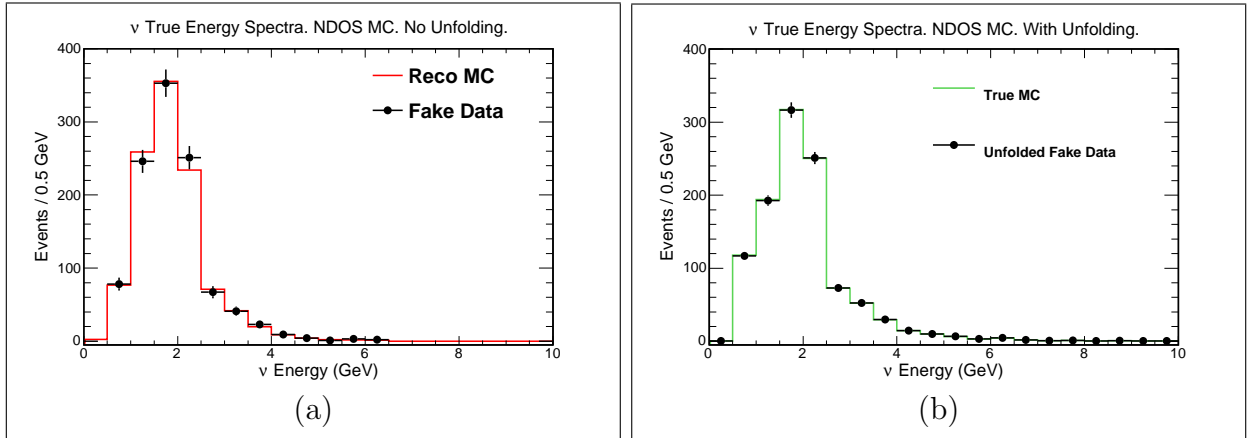 ν True Energy Spectra. NDOS MC. No Unfolding.
Events / 0.5 GeV
400
300
200
100
0
0 2 4 6 8 10
ν Energy (GeV)
Reco MC
Fake Data
(a)
ν True Energy Spectra. NDOS MC. With Unfolding.
Events / 0.5 GeV
400
300
200
100
0
0 2 4 6 8 10
ν Energy (GeV)
True MC
Unfolded Fake Data
(b)